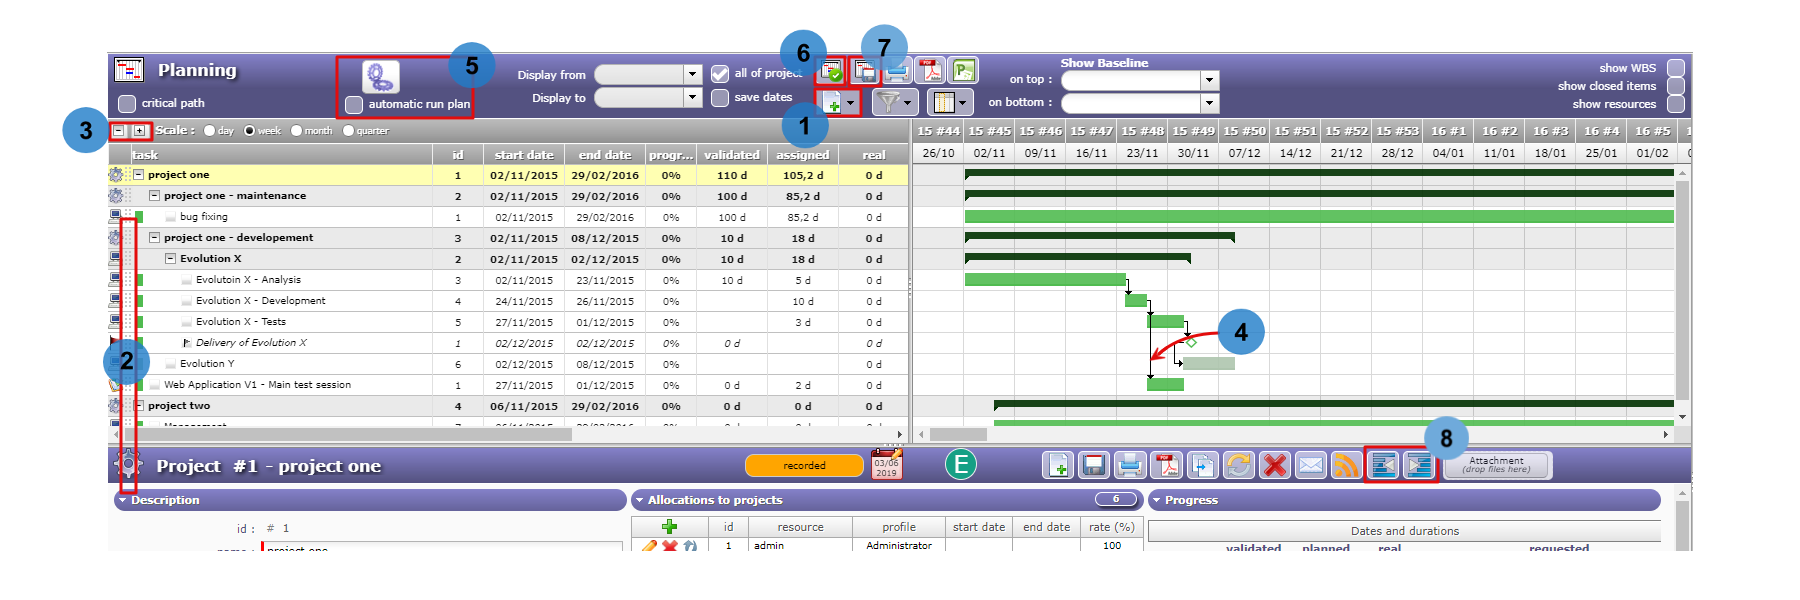 6 7
5
Planning
Display from
all of project
Show Baseline
on top :
show WBS
critical path
automatic run plan
Display to
save dates
on bottom :
show closed items
show resources
1
3
Scale : day week month quarter
15 #44 15 #45 15 #46 15 #47 15 #48 15 #49 15 #50 15 #51 15 #52 15 #53 16 #1 16 #2 16 #3 16 #4 16 #5
task id start date end date progr... validated assigned real
26/10 02/11 09/11 16/11 23/11 30/11 07/12 14/12 21/12 28/12 04/01 11/01 18/01 25/01 01/02
project one 1 02/11/2015 29/02/2016 0% 110 d 105,2 d 0 d
project one - maintenance 2 02/11/2015 29/02/2016 0% 100 d 85,2 d 0 d
bug fixing 1 02/11/2015 29/02/2016 0% 100 d 85,2 d 0 d
project one - developement 3 02/11/2015 08/12/2015 0% 10 d 18 d 0 d
Evolution X 2 02/11/2015 02/12/2015 0% 10 d 18 d 0 d
Evolutoin X - Analysis 3 02/11/2015 23/11/2015 0% 10 d 5 d 0 d
Evolution X - Development 4 24/11/2015 26/11/2015 0% 10 d 0 d
Evolution X - Tests 5 27/11/2015 01/12/2015 0% 3 d 0 d
4
Delivery of Evolution X 1 02/12/2015 02/12/2015 0% 0 d 0 d
2
Evolution Y 6 02/12/2015 08/12/2015 0% 0 d
Web Application V1 - Main test session 1 27/11/2015 01/12/2015 0% 0 d 2 d 0 d
project two 4 06/11/2015 29/02/2016 0% 0 d 0 d 0 d
Management
8
Project #1 - project one
recorded
03/06
2019
E
Attachment
(drop files here)
Description
Allocations to projects
6
Progress
id : # 1
id resource profile start date end date rate (%)
Dates and durations
name : project one
1 admin Administrator 100
validated planned real requested